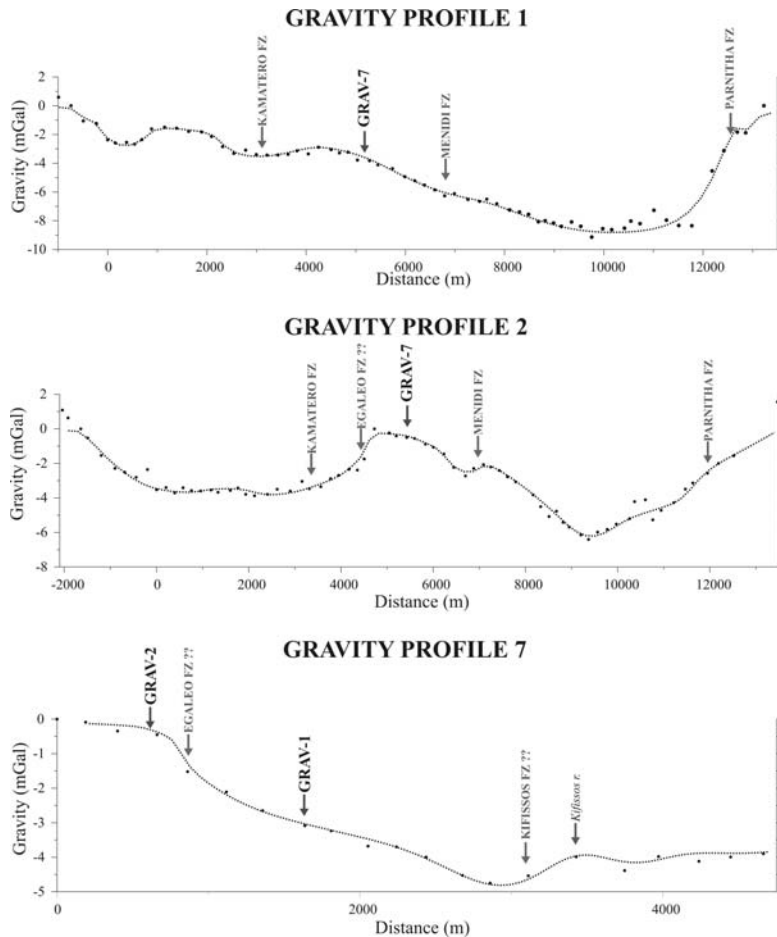 GRAVITY PROFILE 1
KAMATERO FZ
GRAV-7
MENIDI FZ
PARNITHA FZ
Gravity (mGal)
2
0
-2
-4
-6
-8
-10
0 2000 4000 6000 8000 10000 12000
Distance (m)
GRAVITY PROFILE 2
KAMATERO FZ
EGALEO FZ ??
GRAV-7
MENIDI FZ
PARNITHA FZ
Gravity (mGal)
2
0
-2
-4
-6
-8
-2000 0 2000 4000 6000 8000 10000 12000
Distance (m)
GRAVITY PROFILE 7
GRAV-2
EGALEO FZ ??
GRAV-1
KIFISSOS FZ ??
Kifissos r.
Gravity (mGal)
0
-1
-2
-3
-4
-5
0 2000 4000
Distance (m)